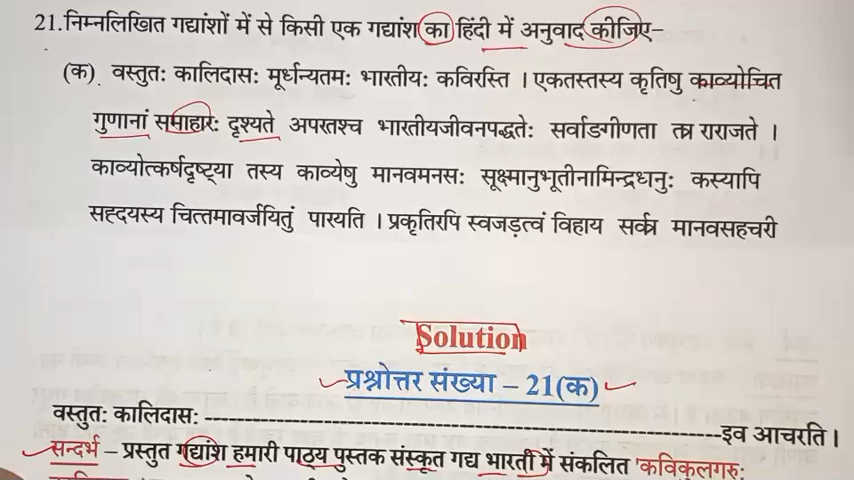 21.निम्नलिखित गद्यांशों में से किसी एक गद्यांश का हिंदी में अनुवाद कीजिए–
(क) वस्तुतः कालिदासः मूर्धन्यतमः भारतीयः कविरस्ति । एकतस्तस्य कृतिषु काव्योचित
गुणानां समाहारः दृश्यते अपरतश्च भारतीयजीवनपद्धतेः सर्वाङगीणता तत्र राराजते ।
काव्योत्कर्षदृष्ट्या तस्य काव्येषु मानवमनसः सूक्ष्मानुभूतीनामिन्द्रधनुः कस्यापि
सह्दयस्य चित्तमावर्जयितुं पारयति । प्रकृतिरपि स्वजड़त्वं विहाय सर्वत्र मानवसहचरी
Solution
प्रश्नोत्तर संख्या – 21(क)
वस्तुतः कालिदासः -----------------------------------------------------------इव आचरति ।
सन्दर्भ – प्रस्तुत गद्यांश हमारी पाठ्य पुस्तक संस्कृत गद्य भारती में संकलित 'कविकुलगुरुः